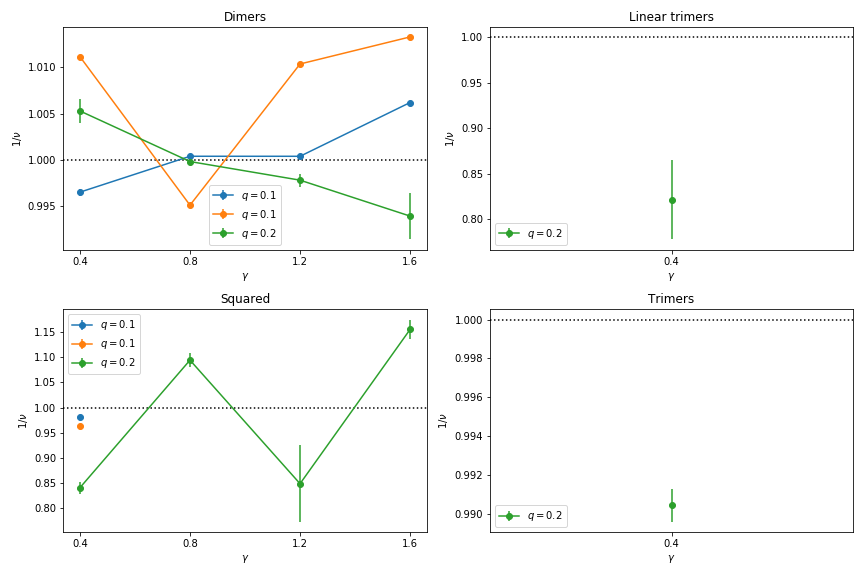 Dimers
1.010
1.005
1.000
0.995
1/ν
q = 0.1
q = 0.1
q = 0.2
0.4 0.8 1.2 1.6
γ
Linear trimers
1.00
0.95
0.90
0.85
0.80
1/ν
q = 0.2
0.4
γ
Squared
1.15
1.10
1.05
1.00
0.95
0.90
0.85
0.80
1/ν
q = 0.1
q = 0.1
q = 0.2
0.4 0.8 1.2 1.6
γ
Trimers
1.000
0.998
0.996
0.994
0.992
0.990
1/ν
q = 0.2
0.4
γ